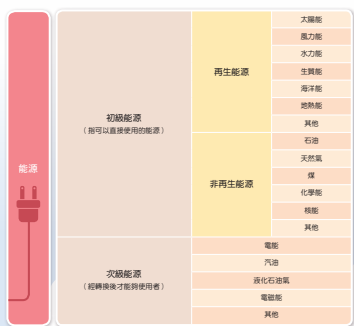 能源
初級能源
（指可以直接使用的能源）
再生能源
太陽能
風力能
水力能
生質能
海洋能
地熱能
其他
非再生能源
石油
天然氣
煤
化學能
核能
其他
次級能源
（經轉換後才能夠使用者）
電能
汽油
液化石油氣
電磁能
其他